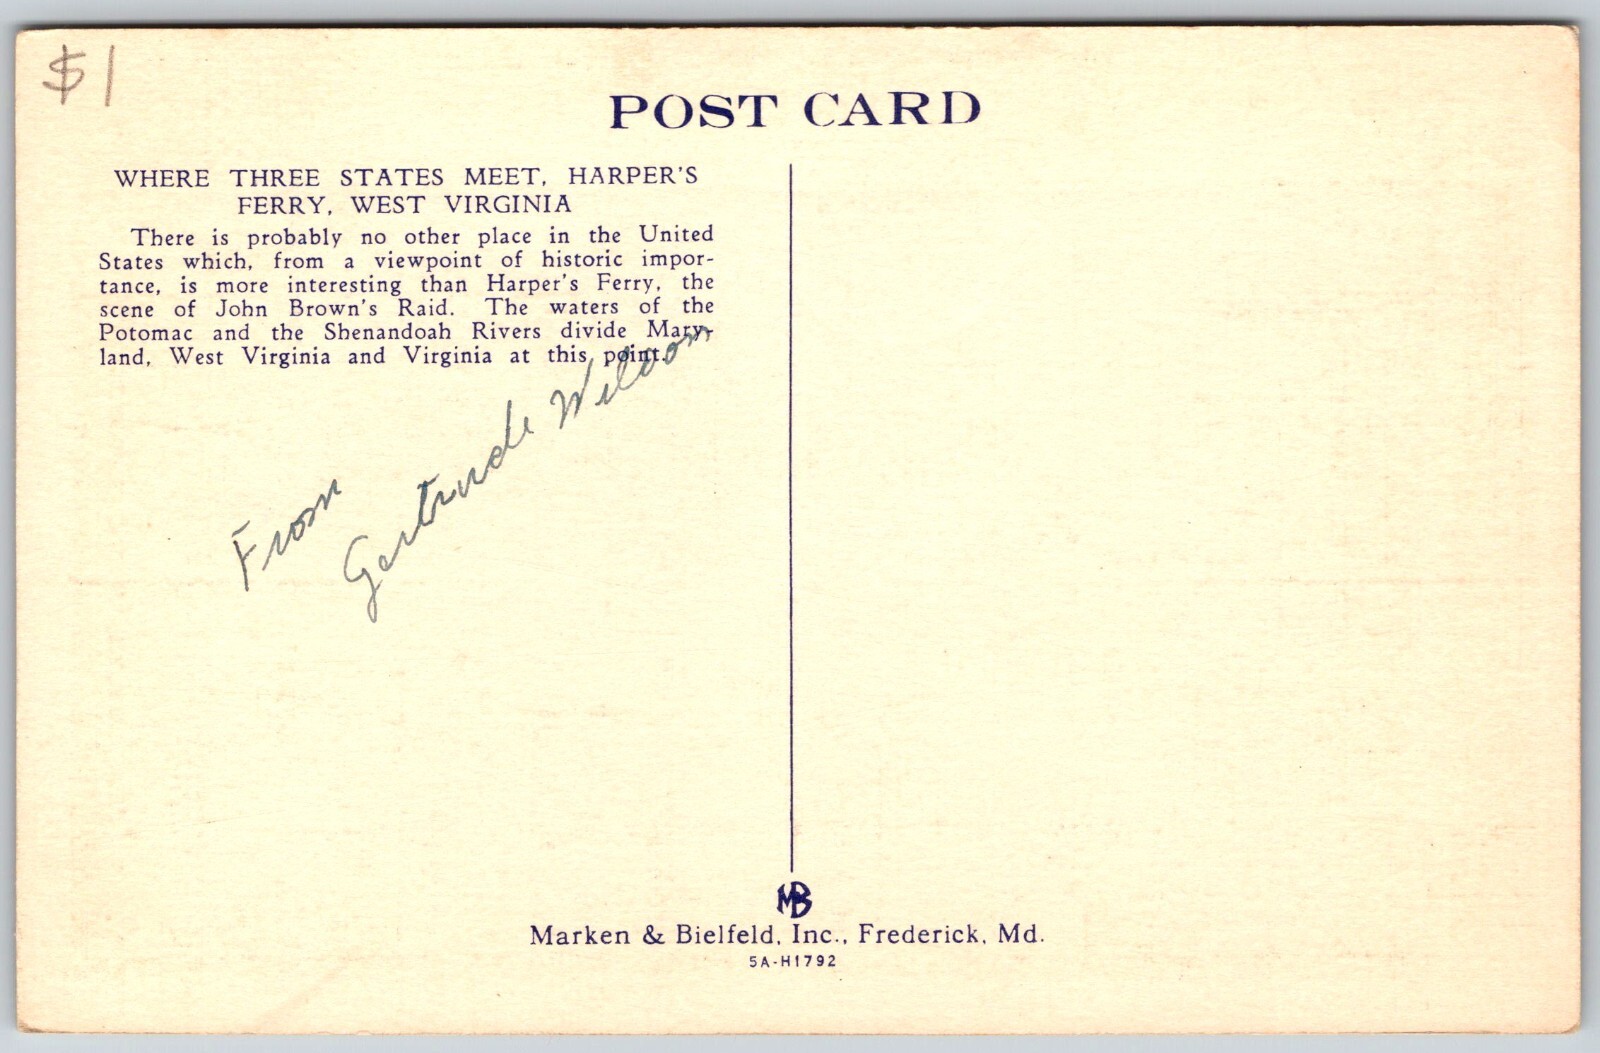 $1
POST CARD
WHERE THREE STATES MEET, HARPER'S
FERRY, WEST VIRGINIA
There is probably no other place in the United
States which, from a viewpoint of historic impor-
tance, is more interesting than Harper's Ferry, the
scene of John Brown's Raid. The waters of the
Potomac and the Shenandoah Rivers divide Mary-
land, West Virginia and Virginia at this point.
From
Gertrude
MB
Marken & Bielfeld, Inc., Frederick, Md.
5A-H1792